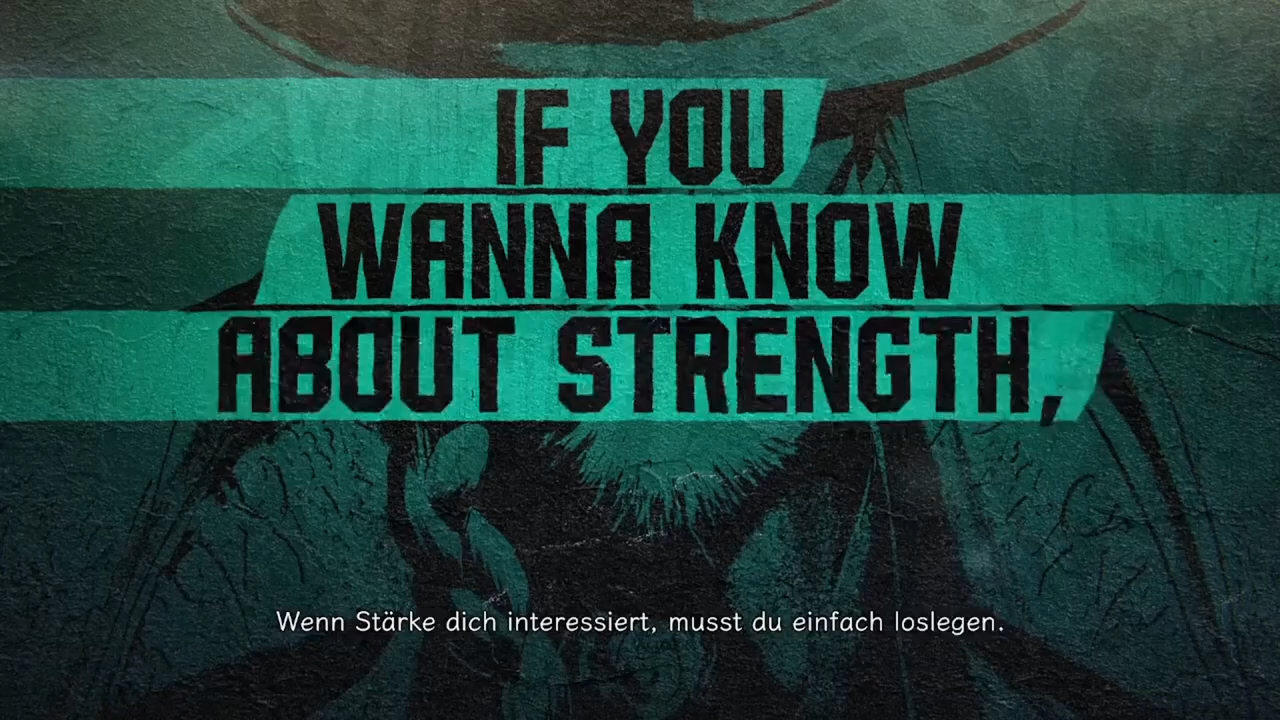 IF YOU
WANNA KNOW
ABOUT STRENGTH,
Wenn Stärke dich interessiert, musst du einfach loslegen.